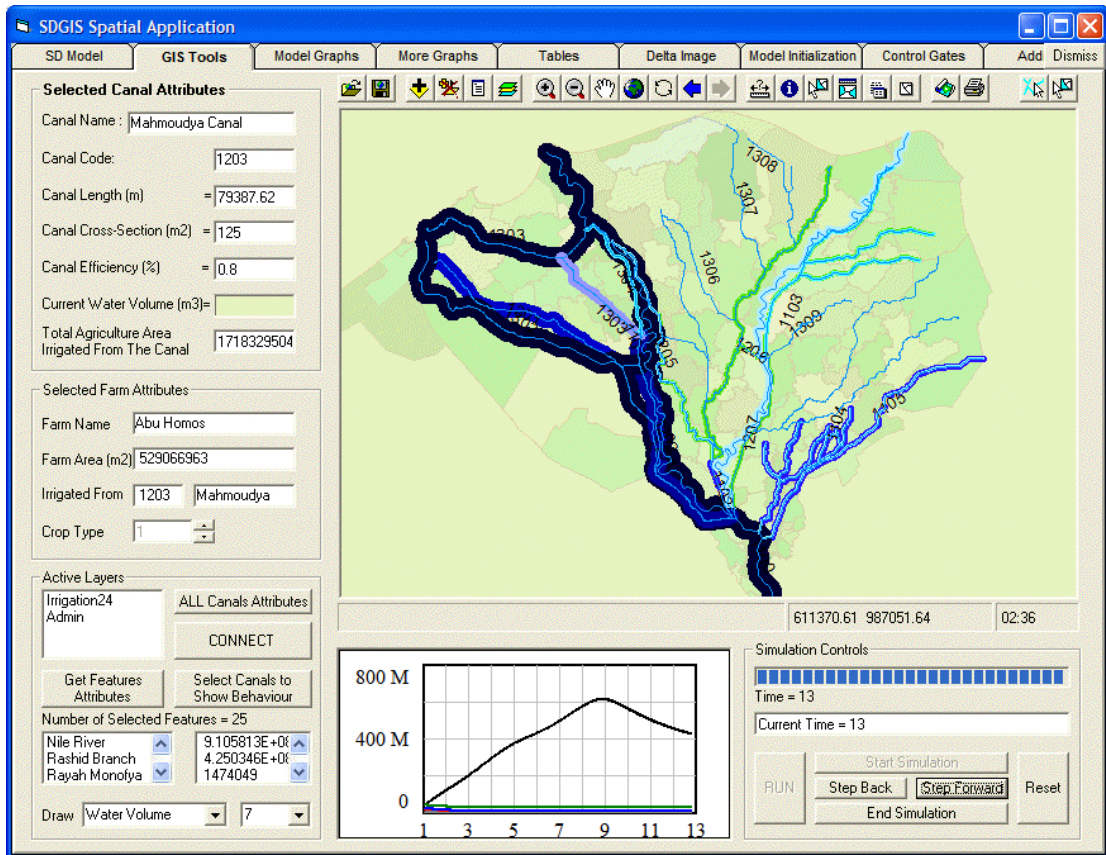 SDGIS Spatial Application
SD Model GIS Tools Model Graphs More Graphs Tables Delta Image Model Initialization Control Gates Add Dismiss
Selected Canal Attributes
Canal Name : Mahmoudya Canal
Canal Code: 1203
Canal Length (m) = 79387.62
Canal Cross-Section (m2) = 125
Canal Efficiency (%) = 0.8
Current Water Volume (m3)=
Total Agriculture Area
Irrigated From The Canal 1718329504
Selected Farm Attributes
Farm Name Abu Homos
Farm Area (m2) 529066963
Irrigated From 1203 Mahmoudya
Crop Type 1
Active Layers
Irrigation24
Admin
ALL Canals Attributes
CONNECT
Get Features
Attributes
Select Canals to
Show Behaviour
Number of Selected Features = 25
Nile River
Rashid Branch
Rayah Monofya
9.105813E+08
4.250346E+08
1474049
Draw Water Volume 7
1308
1307
1306
1103
1309
1303
1205
1206
1207
1304
611370.61 987051.64 02:36
800 M
400 M
0
1 3 5 7 9 11 13
Simulation Controls
Time = 13
Current Time = 13
RUN
Start Simulation
Step Back Step Forward
End Simulation
Reset